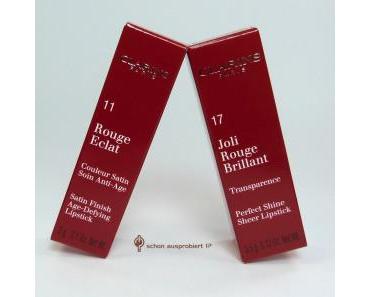 CLARINS
PARIS
11
Rouge
Eclat
Couleur Satin
Soin Anti-Age
Satin Finish
Age-Defying
Lipstick
CLARINS
PARIS
17
Joli
Rouge
Brillant
Transparence
Perfect Shine
Sheer Lipstick
schon ausprobiert !?